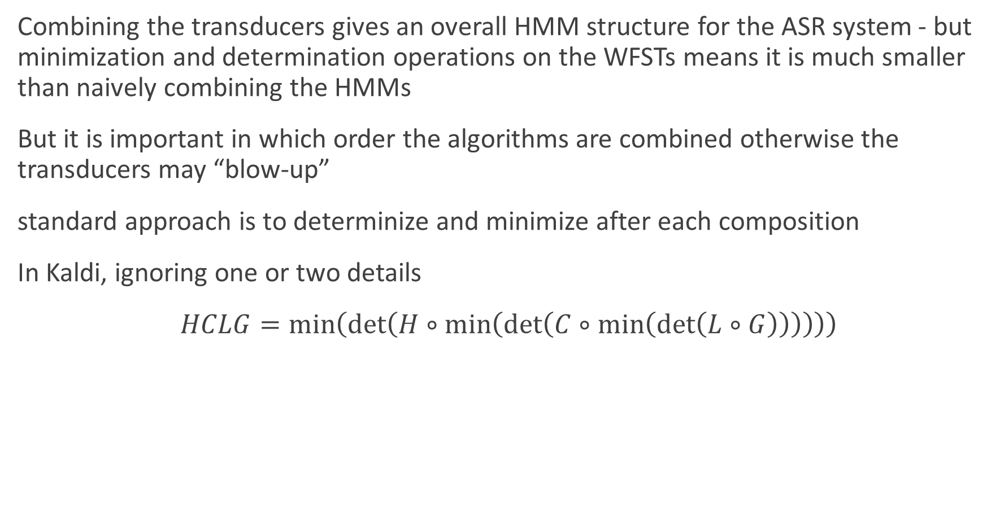 Combining the transducers gives an overall HMM structure for the ASR system - but
minimization and determination operations on the WFSTs means it is much smaller
than naively combining the HMMs
But it is important in which order the algorithms are combined otherwise the
transducers may “blow-up”
standard approach is to determinize and minimize after each composition
In Kaldi, ignoring one or two details
HCLG = min(det(H ∘ min(det(C ∘ min(det(L ∘ G))))))